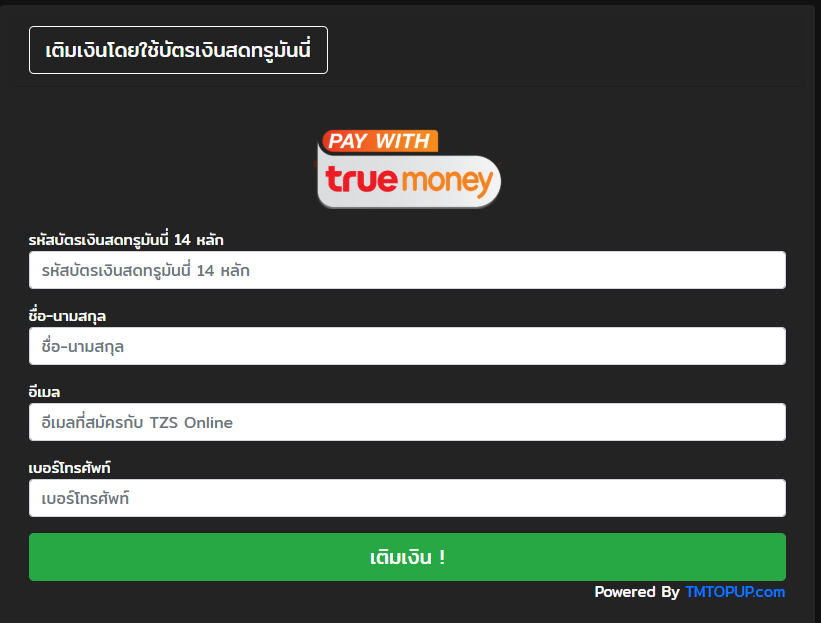 เติมเงินโดยใช้บัตรเงินสดทรูมันนี่
PAY WITH
truemoney
รหัสบัตรเงินสดทรูมันนี่ 14 หลัก
รหัสบัตรเงินสดทรูมันนี่ 14 หลัก
ชื่อ-นามสกุล
ชื่อ-นามสกุล
อีเมล
อีเมลที่สมัครกับ TZS Online
เบอร์โทรศัพท์
เบอร์โทรศัพท์
เติมเงิน !
Powered By TMTOPUP.com